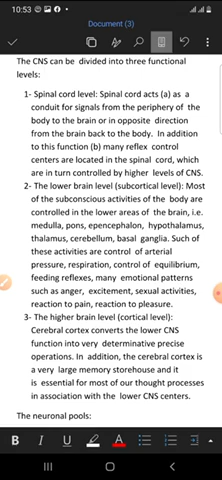 10:53
Document (3)
The CNS can be divided into three functional
levels:
1- Spinal cord level: Spinal cord acts (a) as a
conduit for signals from the periphery of the
body to the brain or in opposite direction
from the brain back to the body. In addition
to this function (b) many reflex control
centers are located in the spinal cord, which
are in turn controlled by higher levels of CNS.
2- The lower brain level (subcortical level): Most
of the subconscious activities of the body are
controlled in the lower areas of the brain, i.e.
medulla, pons, epencephalon, hypothalamus,
thalamus, cerebellum, basal ganglia. Such of
these activities are control of arterial
pressure, respiration, control of equilibrium,
feeding reflexes, many emotional patterns
such as anger, excitement, sexual activities,
reaction to pain, reaction to pleasure.
3- The higher brain level (cortical level):
Cerebral cortex converts the lower CNS
function into very determinative precise
operations. In addition, the cerebral cortex is
a very large memory storehouse and it
is essential for most of our thought processes
in association with the lower CNS centers.
The neuronal pools:
B I U A